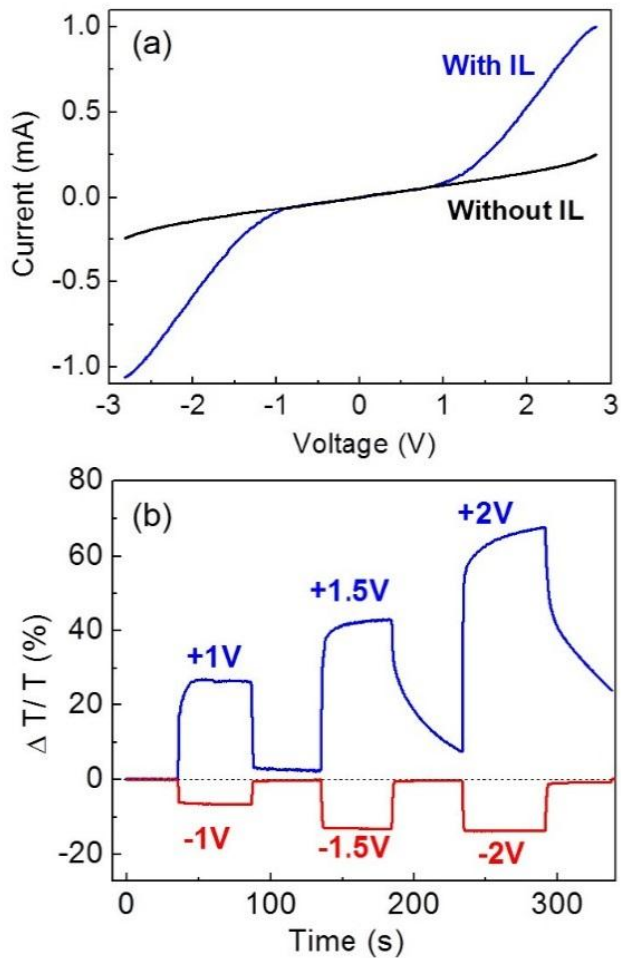 (a)
With IL
Without IL
Current (mA)
1.0
0.5
0.0
-0.5
-1.0
-3 -2 -1 0 1 2 3
Voltage (V)
(b)
+2V
+1.5V
+1V
-1V
-1.5V
-2V
Δ T/ T (%)
80
60
40
20
0
-20
0 100 200 300
Time (s)